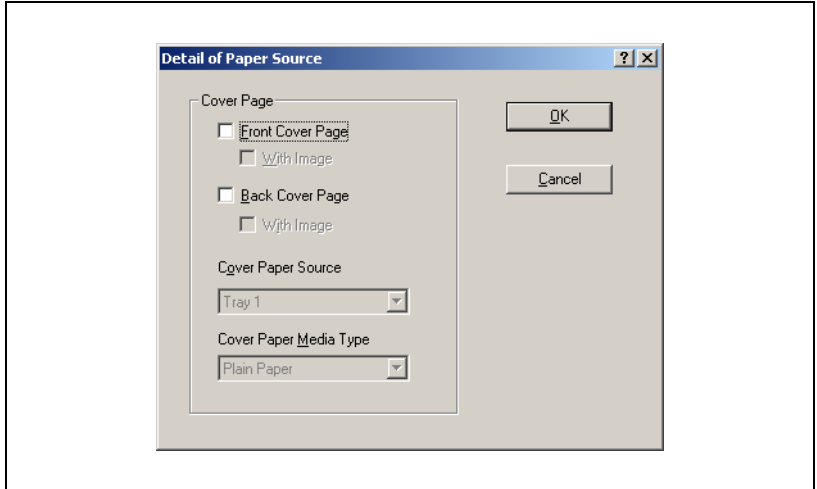 Detail of Paper Source
Cover Page
OK
Front Cover Page
With Image
Cancel
Back Cover Page
With Image
Cover Paper Source
Tray 1
Cover Paper Media Type
Plain Paper